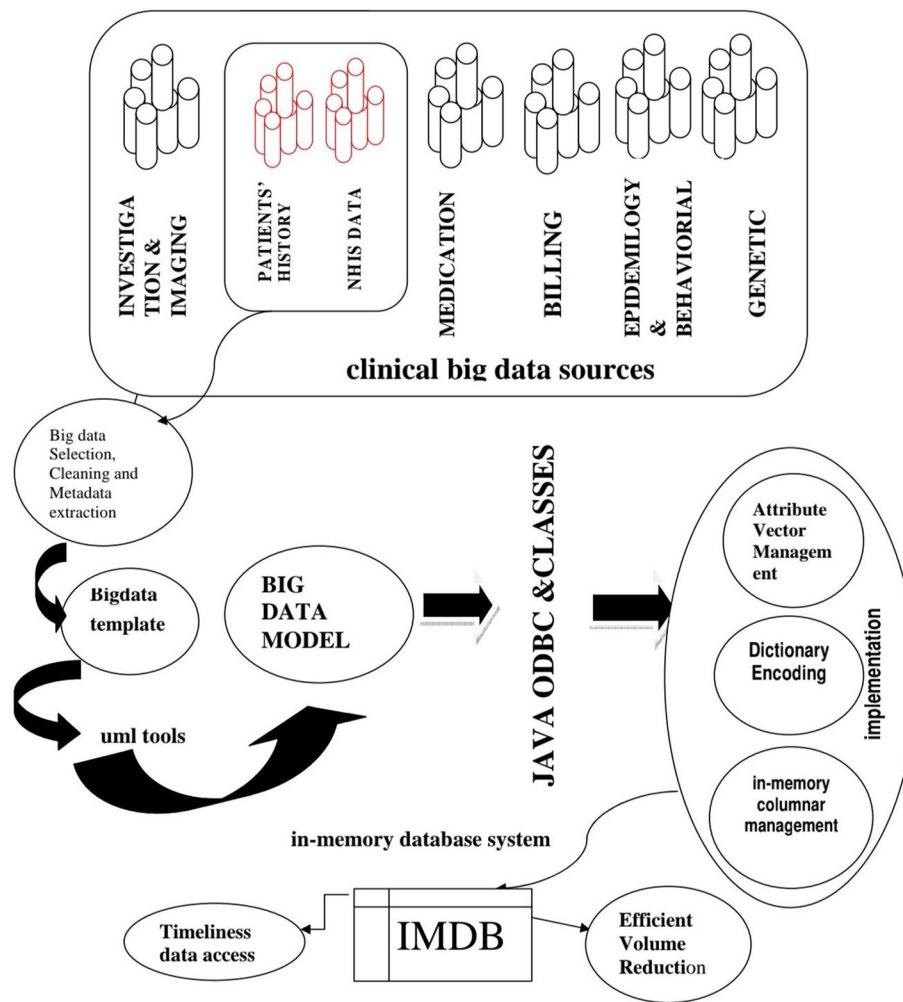 INVESTIGA
TION &
IMAGING
PATIENTS'
HISTORY
NHIS DATA
MEDICATION
BILLING
EPIDEMILOGY
&
BEHAVIORIAL
GENETIC
clinical big data sources
Big data
Selection,
Cleaning and
Metadata
extraction
Bigdata
template
uml tools
BIG
DATA
MODEL
JAVA ODBC &CLASSES
Attribute
Vector
Managem
ent
Dictionary
Encoding
in-memory
columnar
management
implementation
in-memory database system
Timeliness
data access
IMDB
Efficient
Volume
Reduction